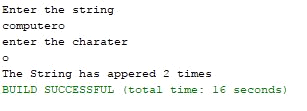 Enter the string
computero
enter the charater
o
The String has appered 2 times
BUILD SUCCESSFUL (total time: 16 seconds)